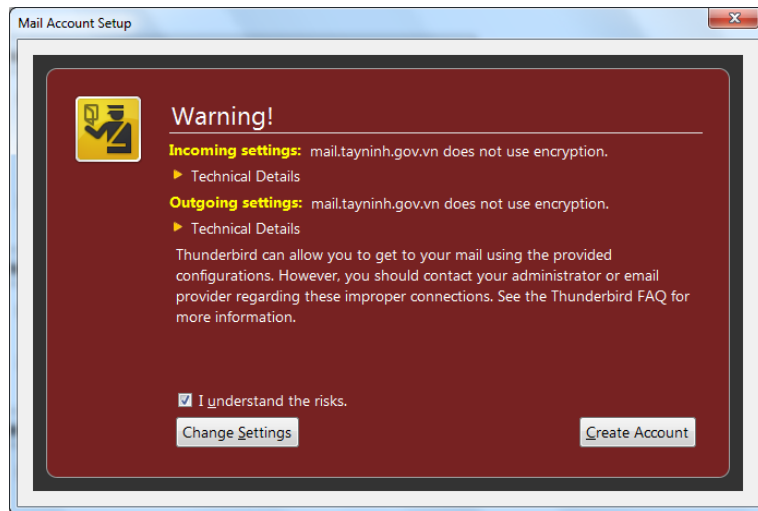 Mail Account Setup
Warning!
Incoming settings: mail.tayninh.gov.vn does not use encryption.
Technical Details
Outgoing settings: mail.tayninh.gov.vn does not use encryption.
Technical Details
Thunderbird can allow you to get to your mail using the provided
configurations. However, you should contact your administrator or email
provider regarding these improper connections. See the Thunderbird FAQ for
more information.
I understand the risks.
Change Settings
Create Account